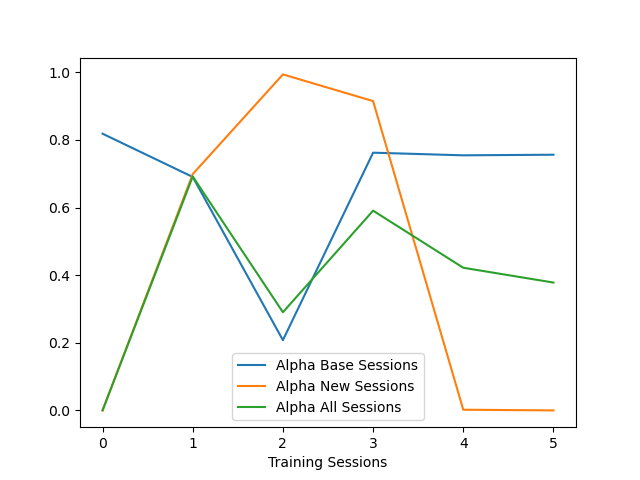 1.0
0.8
0.6
0.4
0.2
0.0
Alpha Base Sessions
Alpha New Sessions
Alpha All Sessions
0 1 2 3 4 5
Training Sessions